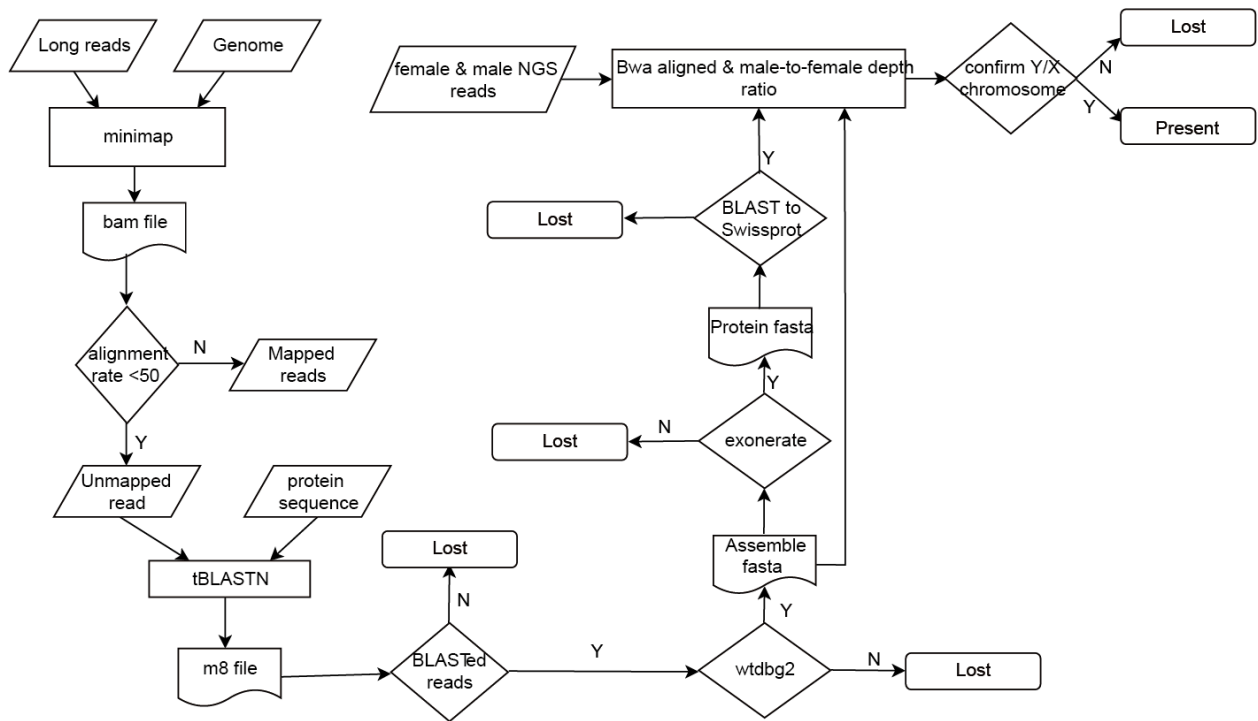 Long reads
Genome
minimap
bam file
alignment
rate <50
N
Mapped
reads
Y
Unmapped
read
protein
sequence
tBLASTN
m8 file
BLASTed
reads
N
Lost
Y
wtdbg2
N
Lost
Y
Assemble
fasta
exonerate
N
Lost
Y
Protein fasta
BLAST to
Swissprot
Lost
Y
female & male NGS
reads
Bwa aligned & male-to-female depth
ratio
confirm Y/X
chromosome
N
Lost
Y
Present